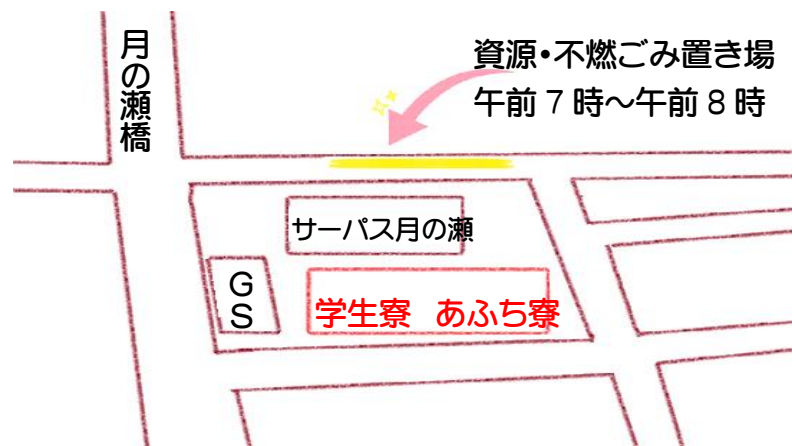 月の瀬橋
資源・不燃ごみ置き場
午前7時～午前8時
サーパス月の瀬
GS
学生寮　あふち寮